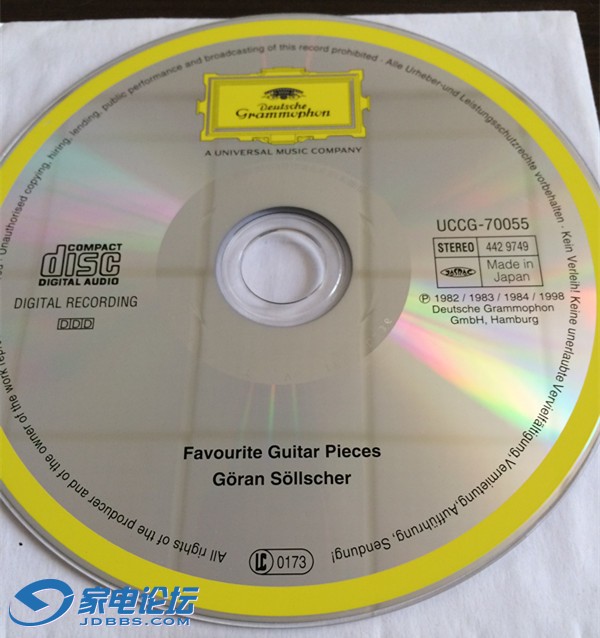 Unauthorised copying, hiring, lending, public performance and broadcasting of this record prohibited · Alle Urheber-und Leistungsschutzrechte vorbehalten · Kein Verleih! Keine unerlaubte Vervielfältigung, Vermietung, Aufführung, Sendung!
Deutsche
Grammophon
A UNIVERSAL MUSIC COMPANY
UCCG-70055
STEREO 442 9749
JASRAC
Made in
Japan
℗ 1982 / 1983 / 1984 / 1998
Deutsche Grammophon
GmbH, Hamburg
COMPACT
disc
DIGITAL AUDIO
DIGITAL RECORDING
DDD
Favourite Guitar Pieces
Göran Söllscher
All rights of the producer and of the owner of the work
LC 0173
家电论坛
JDBBS.COM